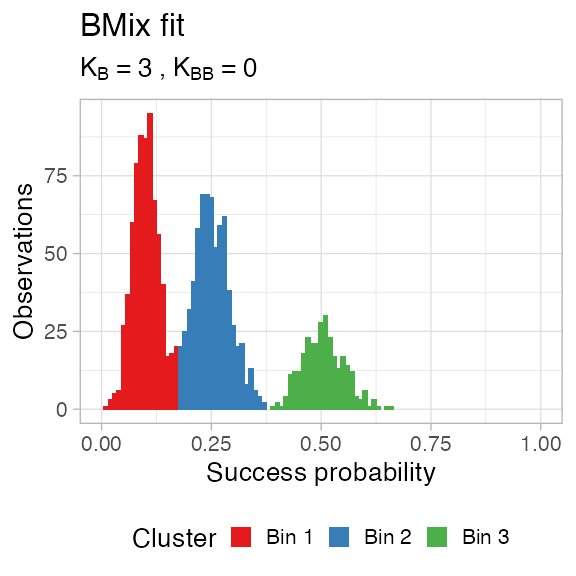 BMix fit
K_B = 3 , K_BB = 0
Observations
75
50
25
0
0.00 0.25 0.50 0.75 1.00
Success probability
Cluster Bin 1 Bin 2 Bin 3